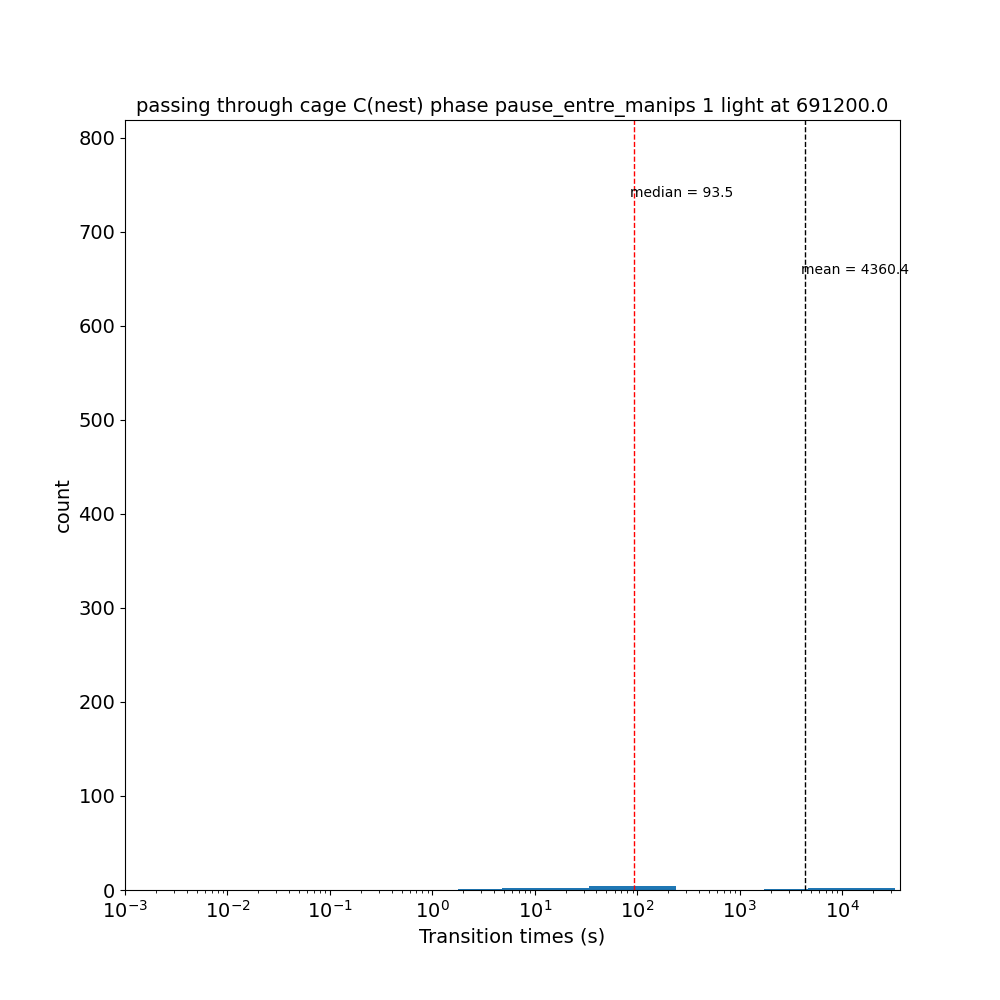 passing through cage C(nest) phase pause_entre_manips 1 light at 691200.0
800
median = 93.5
700
mean = 4360.4
600
500
count
400
300
200
100
0
10⁻³ 10⁻² 10⁻¹ 10⁰ 10¹ 10² 10³ 10⁴
Transition times (s)